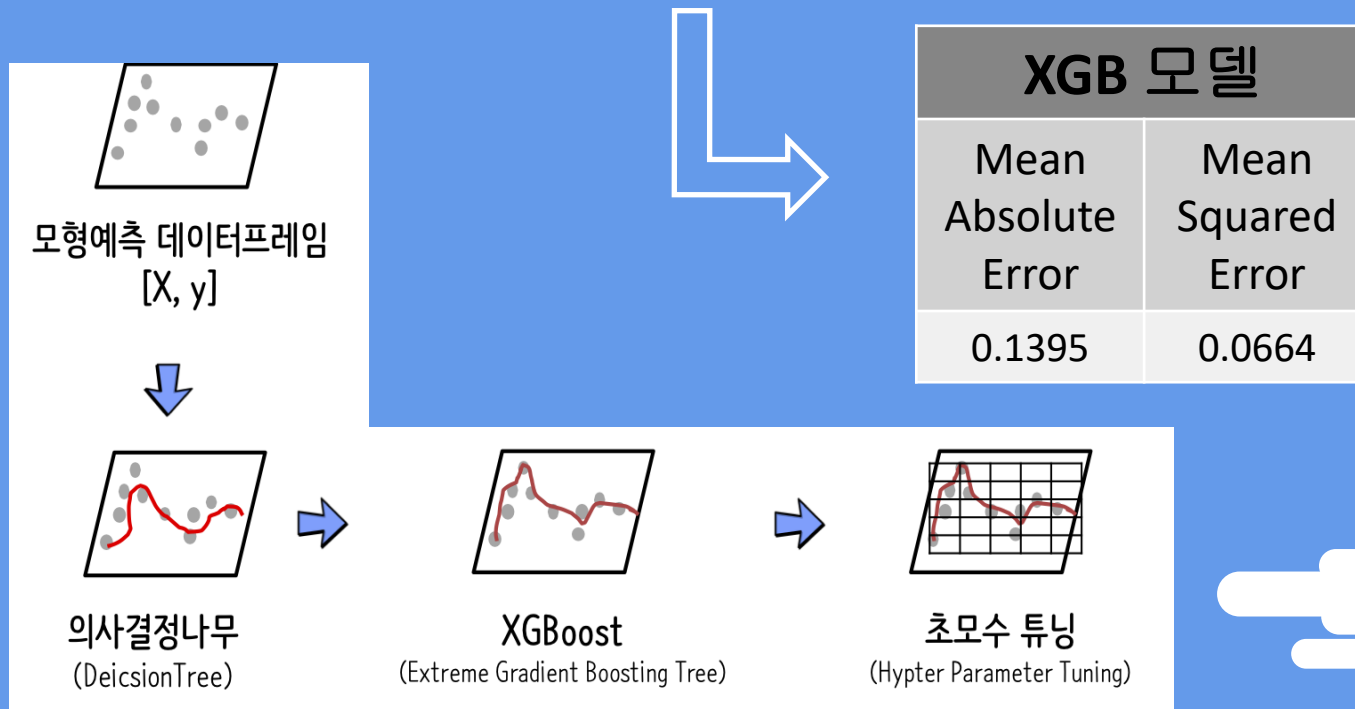 XGB 모델
Mean
Absolute
Error
Mean
Squared
Error
0.1395
0.0664
모형예측 데이터프레임
[X, y]
의사결정나무
(DeicsionTree)
XGBoost
(Extreme Gradient Boosting Tree)
초모수 튜닝
(Hypter Parameter Tuning)